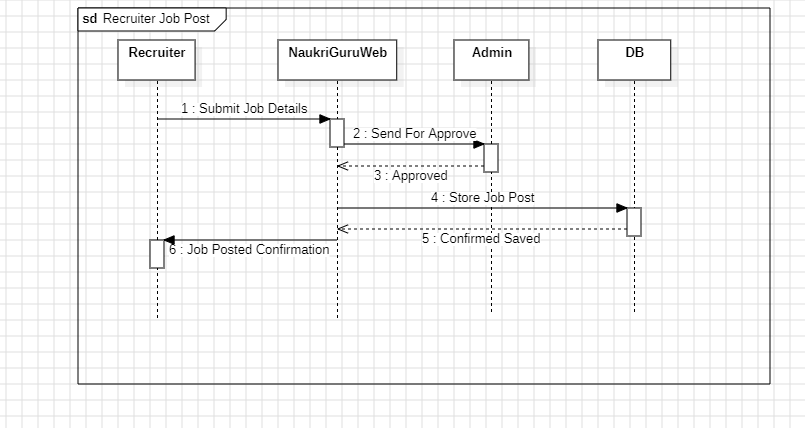 sd Recruiter Job Post
Recruiter
NaukriGuruWeb
Admin
DB
1 : Submit Job Details
2 : Send For Approve
3 : Approved
4 : Store Job Post
5 : Confirmed Saved
6 : Job Posted Confirmation